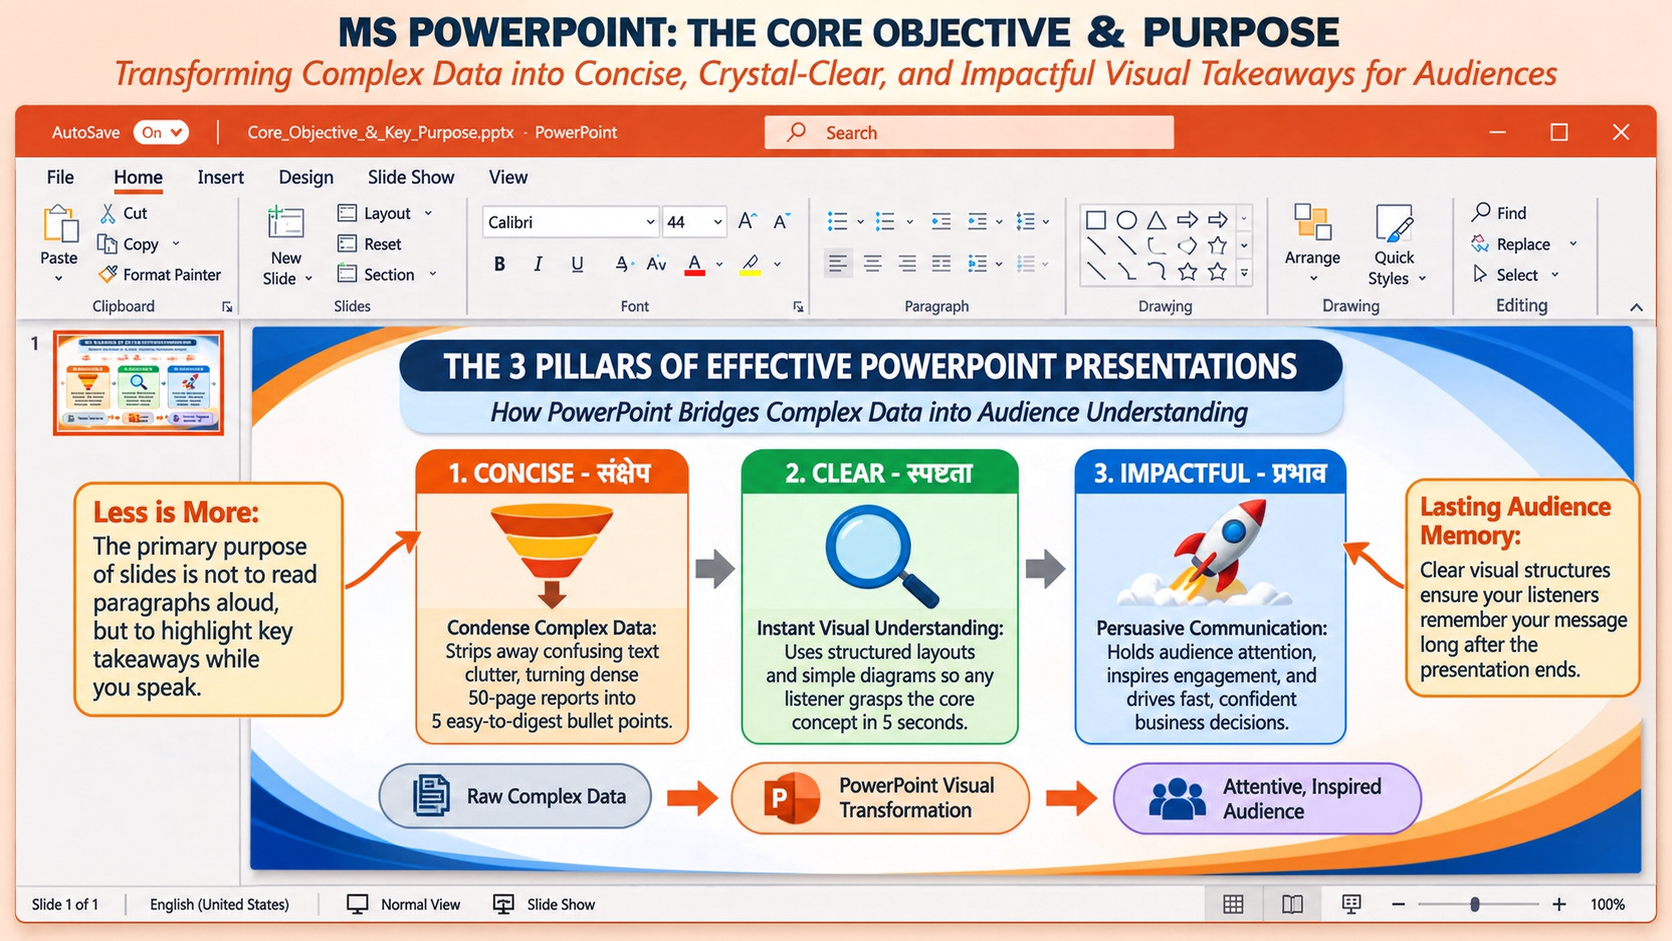 MS POWERPOINT: THE CORE OBJECTIVE & PURPOSE
Transforming Complex Data into Concise, Crystal-Clear, and Impactful Visual Takeaways for Audiences
AutoSave On
Core_Objective_&_Key_Purpose.pptx - PowerPoint
Search
File Home Insert Design Slide Show View
Paste
Cut
Copy
Format Painter
Clipboard
New
Slide
Layout
Reset
Section
Slides
Calibri 44
B I U
Font
Paragraph
Drawing
Arrange
Quick
Styles
Drawing
Find
Replace
Select
Editing
1
THE 3 PILLARS OF EFFECTIVE POWERPOINT PRESENTATIONS
How PowerPoint Bridges Complex Data into Audience Understanding
Less is More:
The primary purpose
of slides is not to read
paragraphs aloud,
but to highlight key
takeaways while
you speak.
1. CONCISE - संक्षेप
Condense Complex Data:
Strips away confusing text
clutter, turning dense
50-page reports into
5 easy-to-digest bullet points.
2. CLEAR - स्पष्टता
Instant Visual Understanding:
Uses structured layouts
and simple diagrams so any
listener grasps the core
concept in 5 seconds.
3. IMPACTFUL - प्रभाव
Persuasive Communication:
Holds audience attention,
inspires engagement, and
drives fast, confident
business decisions.
Lasting Audience
Memory:
Clear visual structures
ensure your listeners
remember your message
long after the
presentation ends.
Raw Complex Data
P
PowerPoint Visual
Transformation
Attentive, Inspired
Audience
Slide 1 of 1
English (United States)
Normal View
Slide Show
100%